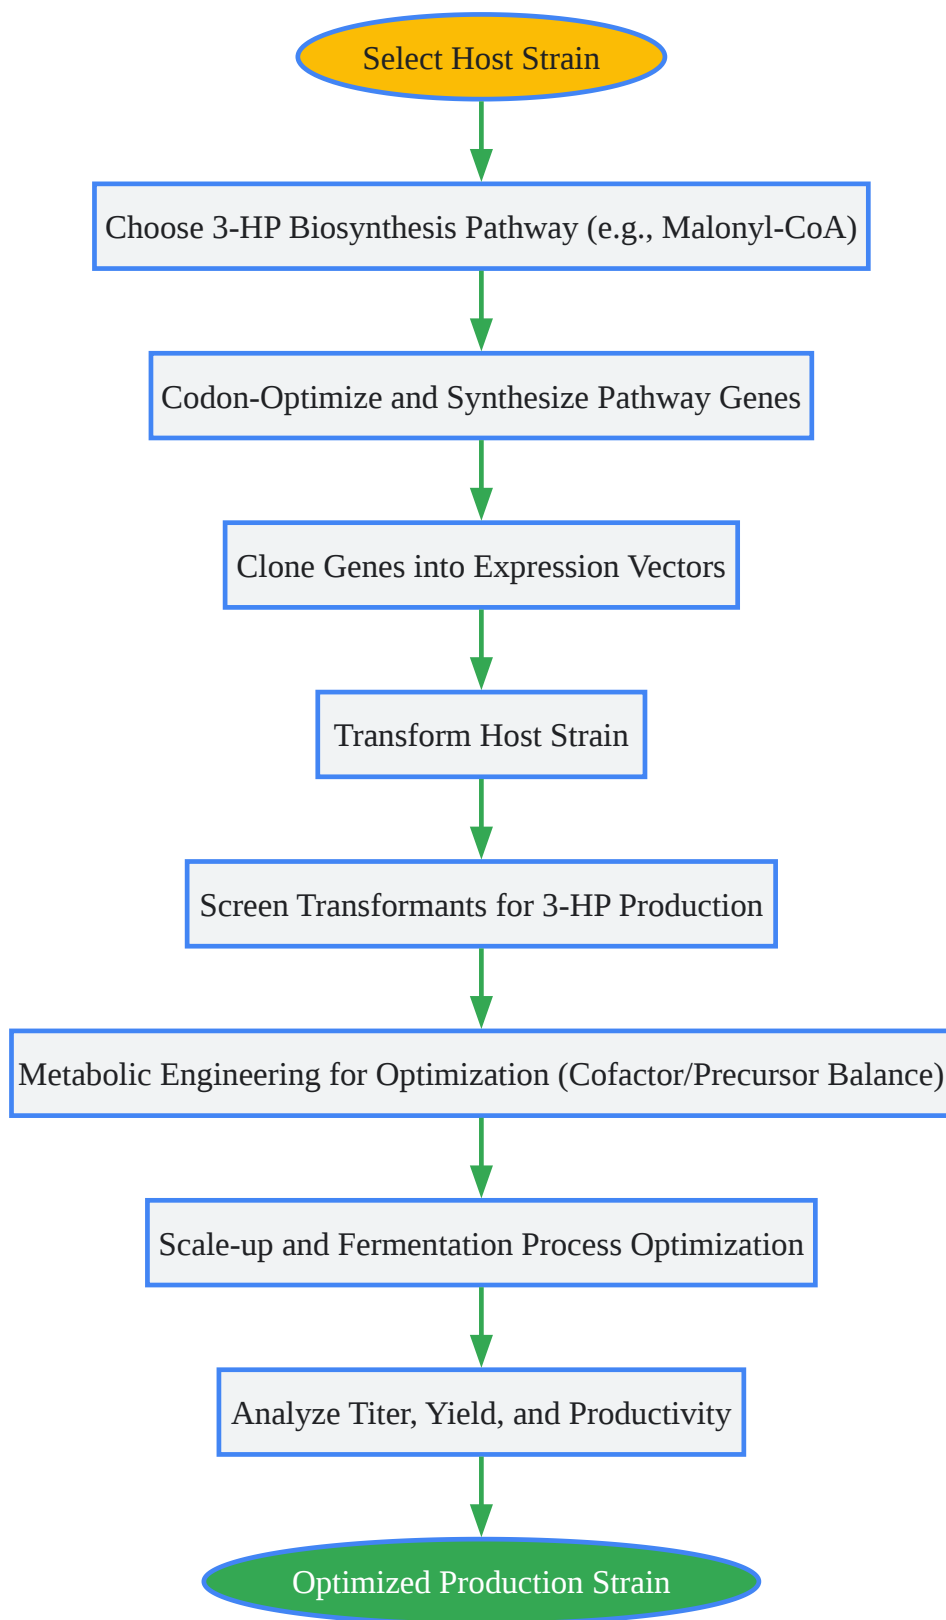 Select Host Strain
Choose 3-HP Biosynthesis Pathway (e.g., Malonyl-CoA)
Codon-Optimize and Synthesize Pathway Genes
Clone Genes into Expression Vectors
Transform Host Strain
Screen Transformants for 3-HP Production
Metabolic Engineering for Optimization (Cofactor/Precursor Balance)
Scale-up and Fermentation Process Optimization
Analyze Titer, Yield, and Productivity
Optimized Production Strain